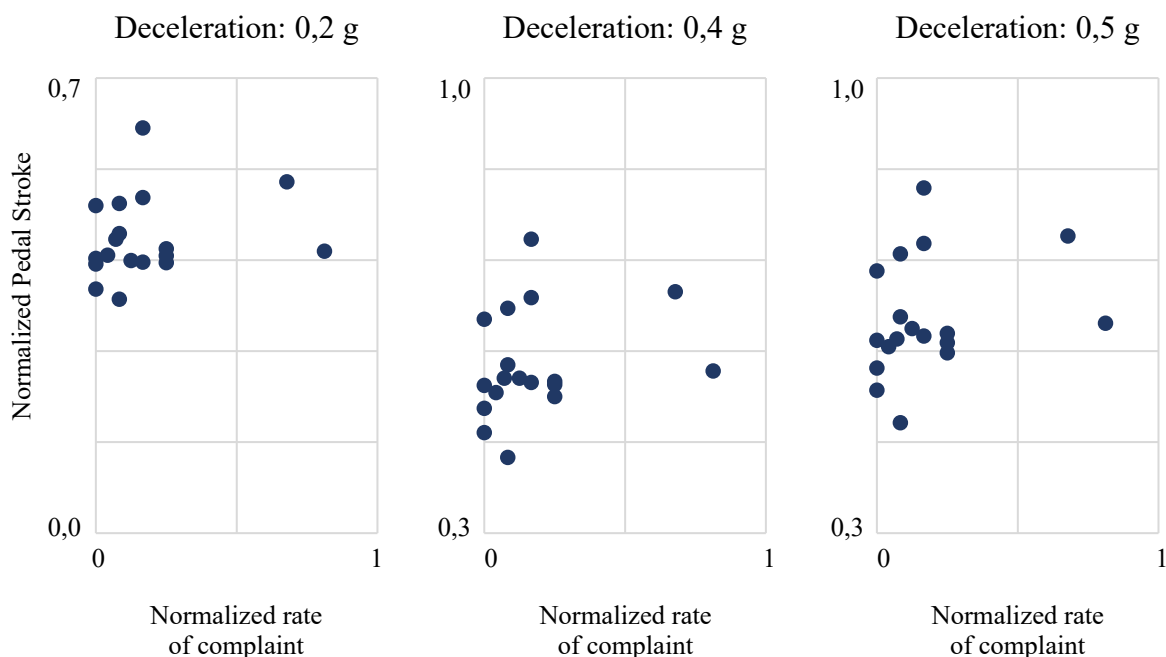 Deceleration: 0,2 g
Deceleration: 0,4 g
Deceleration: 0,5 g
Normalized Pedal Stroke
0,7
0,0
0
1
Normalized rate
of complaint
1,0
0,3
0
1
Normalized rate
of complaint
1,0
0,3
0
1
Normalized rate
of complaint